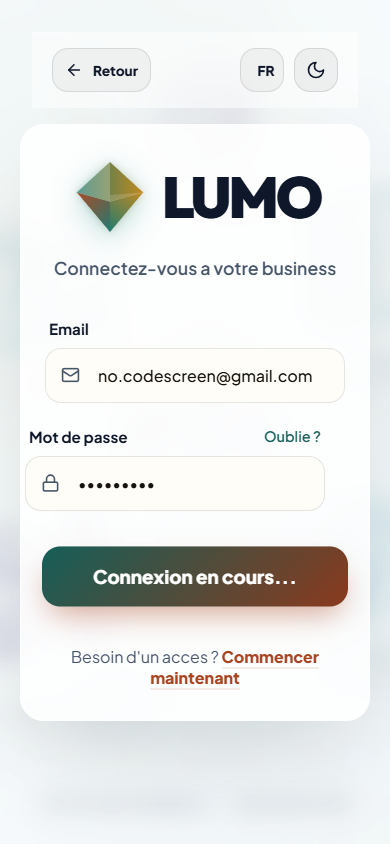 Retour
FR
LUMO
Connectez-vous a votre business
Email
no.codescreen@gmail.com
Mot de passe
Oublie ?
•••••••••
Connexion en cours...
Besoin d'un acces ? Commencer
maintenant